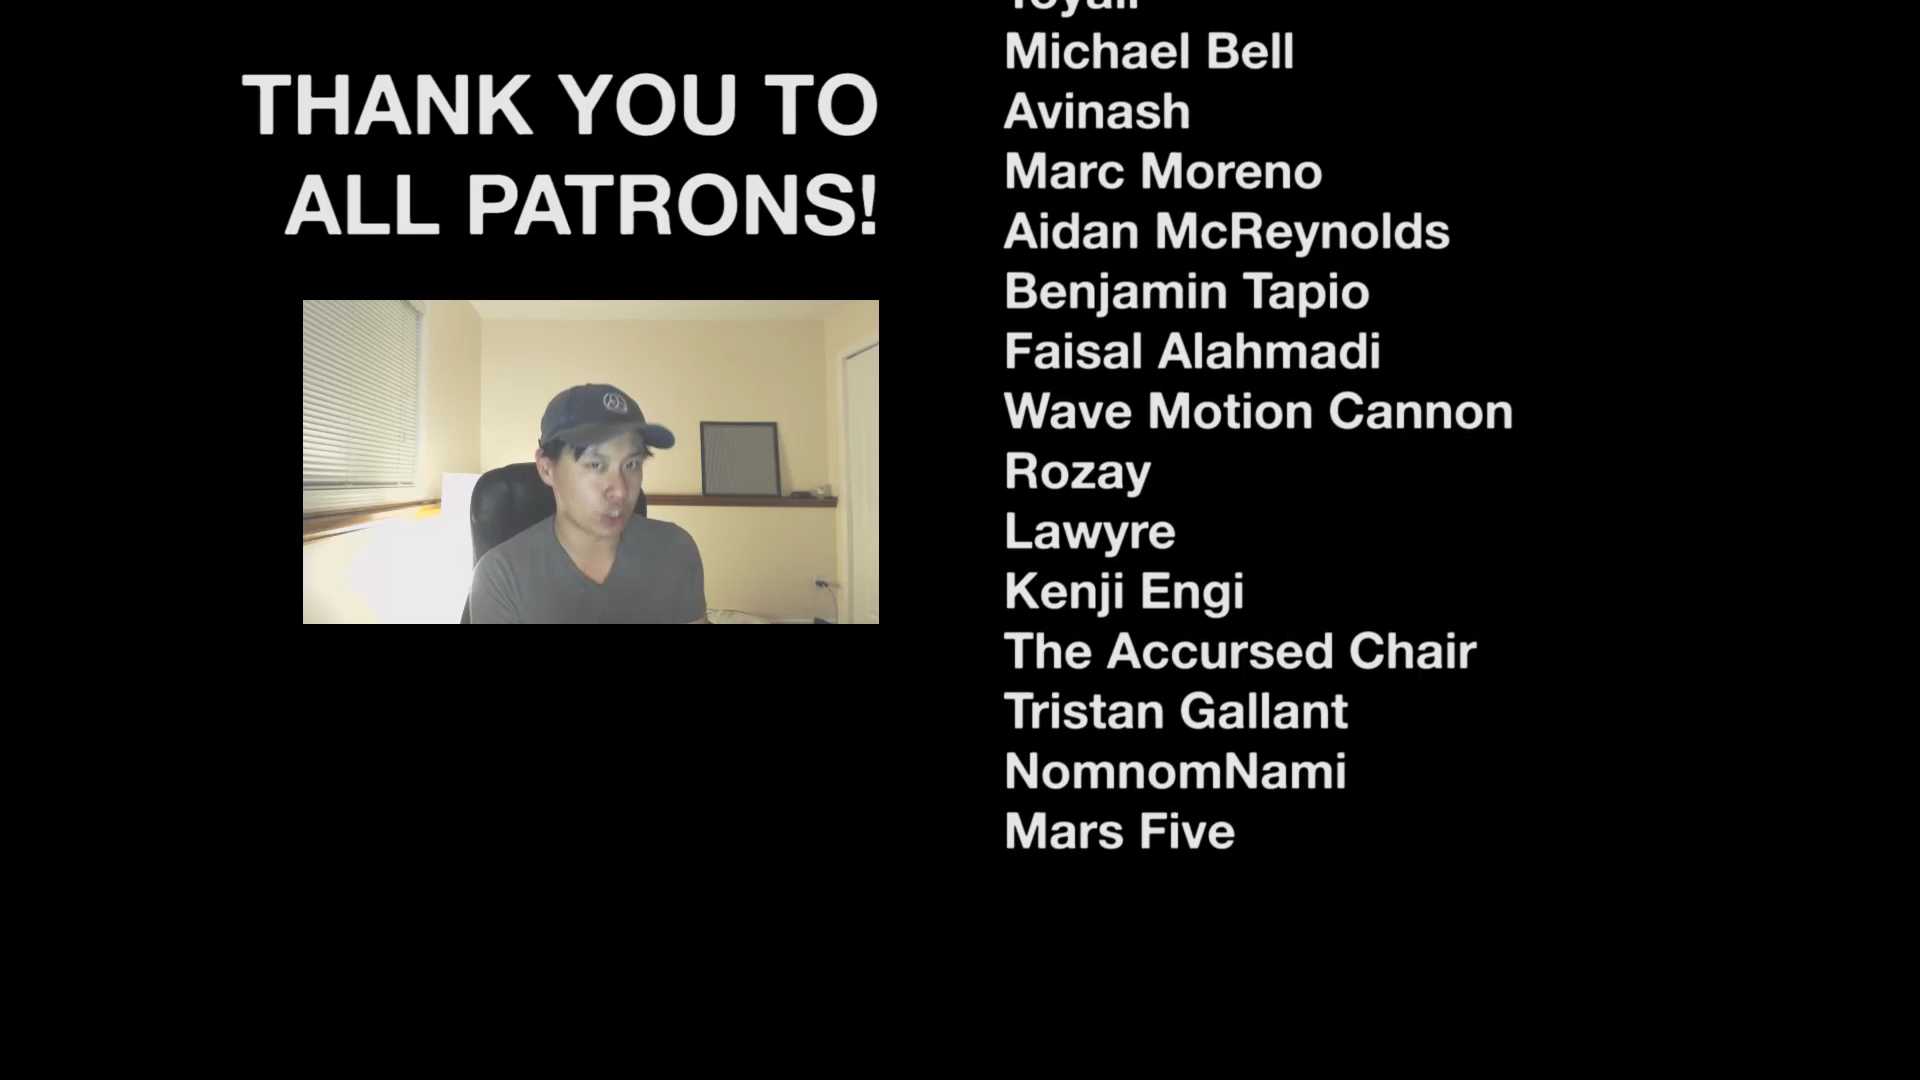 THANK YOU TO
ALL PATRONS!
Michael Bell
Avinash
Marc Moreno
Aidan McReynolds
Benjamin Tapio
Faisal Alahmadi
Wave Motion Cannon
Rozay
Lawyre
Kenji Engi
The Accursed Chair
Tristan Gallant
NomnomNami
Mars Five